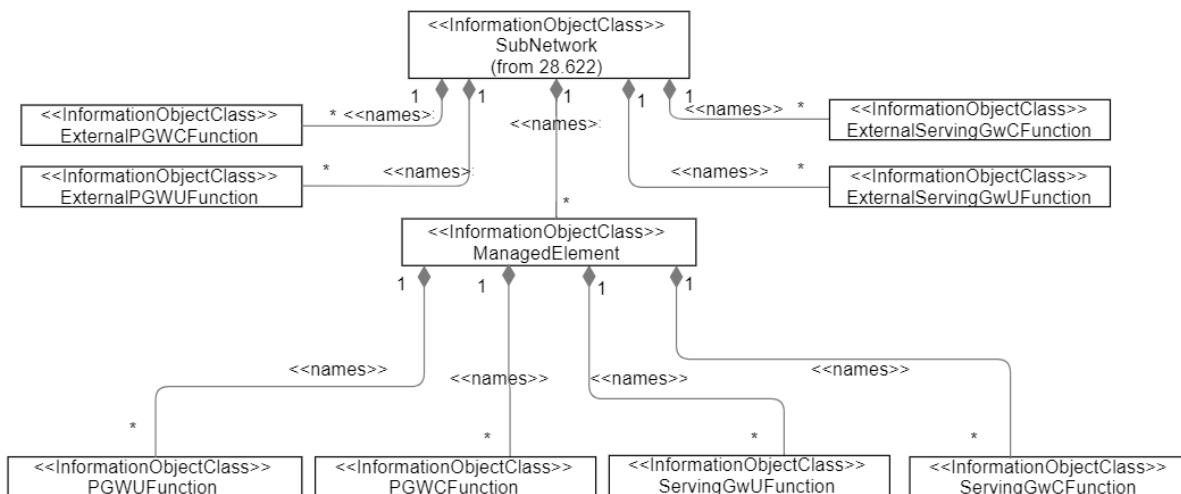 <<InformationObjectClass>>
SubNetwork
(from 28.622)
1
1
1
1
1
<<InformationObjectClass>>
ExternalPGWCFunction
* <<names>
<<names>
<<names>>
*
<<InformationObjectClass>>
ExternalServingGwCFunction
<<InformationObjectClass>>
ExternalPGWUFunction
*
<<names>
<<names>>
*
<<InformationObjectClass>>
ExternalServingGwUFunction
*
<<InformationObjectClass>>
ManagedElement
1
1
1
1
<<names>>
<<names>>
<<names>>
<<names>>
*
*
*
*
<<InformationObjectClass>>
PGWUFunction
<<InformationObjectClass>>
PGWCFunction
<<InformationObjectClass>>
ServingGwUFunction
<<InformationObjectClass>>
ServingGwCFunction